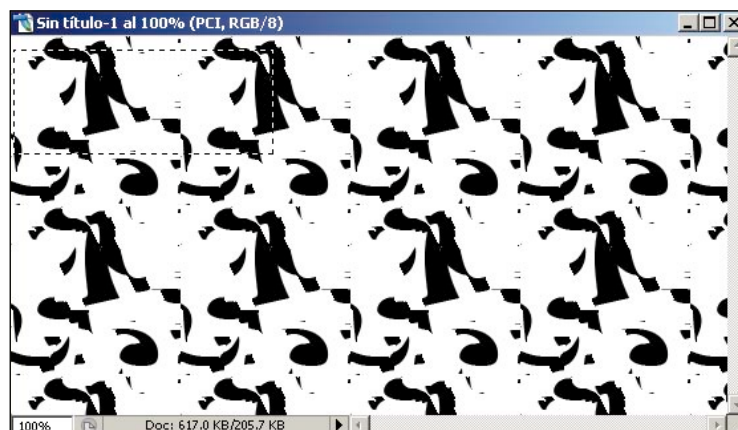 Sin título-1 al 100% (PCI, RGB/8)
100% Doc: 617.0 KB/205.7 KB